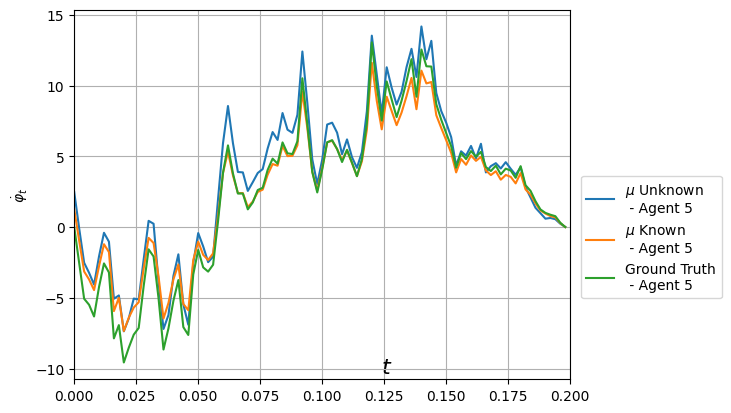 15
10
5
0
−5
−10
φ̇t
0.000 0.025 0.050 0.075 0.100 0.125 0.150 0.175 0.200
t
μ Unknown
- Agent 5
μ Known
- Agent 5
Ground Truth
- Agent 5